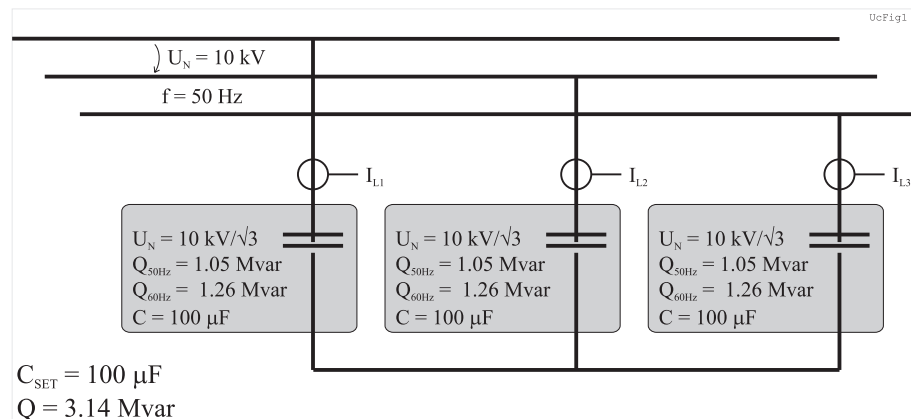 UcFig1
U_N = 10 kV
f = 50 Hz
I_L1
I_L2
I_L3
U_N = 10 kV/√3
Q_50Hz = 1.05 Mvar
Q_60Hz = 1.26 Mvar
C = 100 μF
U_N = 10 kV/√3
Q_50Hz = 1.05 Mvar
Q_60Hz = 1.26 Mvar
C = 100 μF
U_N = 10 kV/√3
Q_50Hz = 1.05 Mvar
Q_60Hz = 1.26 Mvar
C = 100 μF
C_SET = 100 μF
Q = 3.14 Mvar